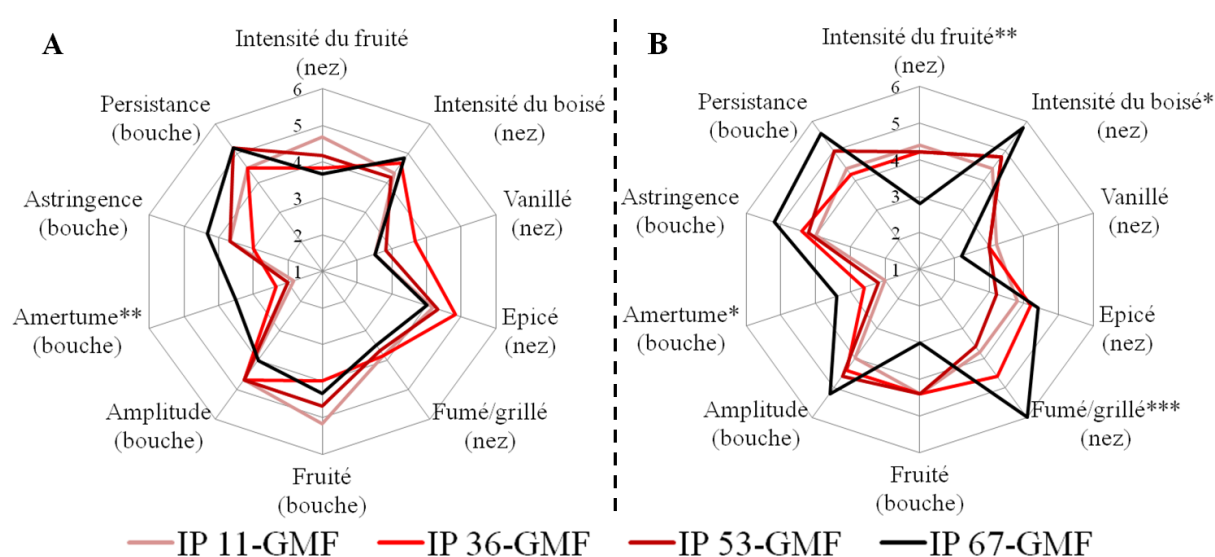 A
Intensité du fruité
(nez)
Intensité du boisé
(nez)
Vanillé
(nez)
Epicé
(nez)
Fumé/grillé
(nez)
Fruité
(bouche)
Amplitude
(bouche)
Amertume**
(bouche)
Astringence
(bouche)
Persistance
(bouche)
6
5
4
3
2
1
B
Intensité du fruité**
(nez)
Intensité du boisé*
(nez)
Vanillé
(nez)
Epicé
(nez)
Fumé/grillé***
(nez)
Fruité
(bouche)
Amplitude
(bouche)
Amertume*
(bouche)
Astringence
(bouche)
Persistance
(bouche)
6
5
4
3
2
1
IP 11-GMF IP 36-GMF IP 53-GMF IP 67-GMF